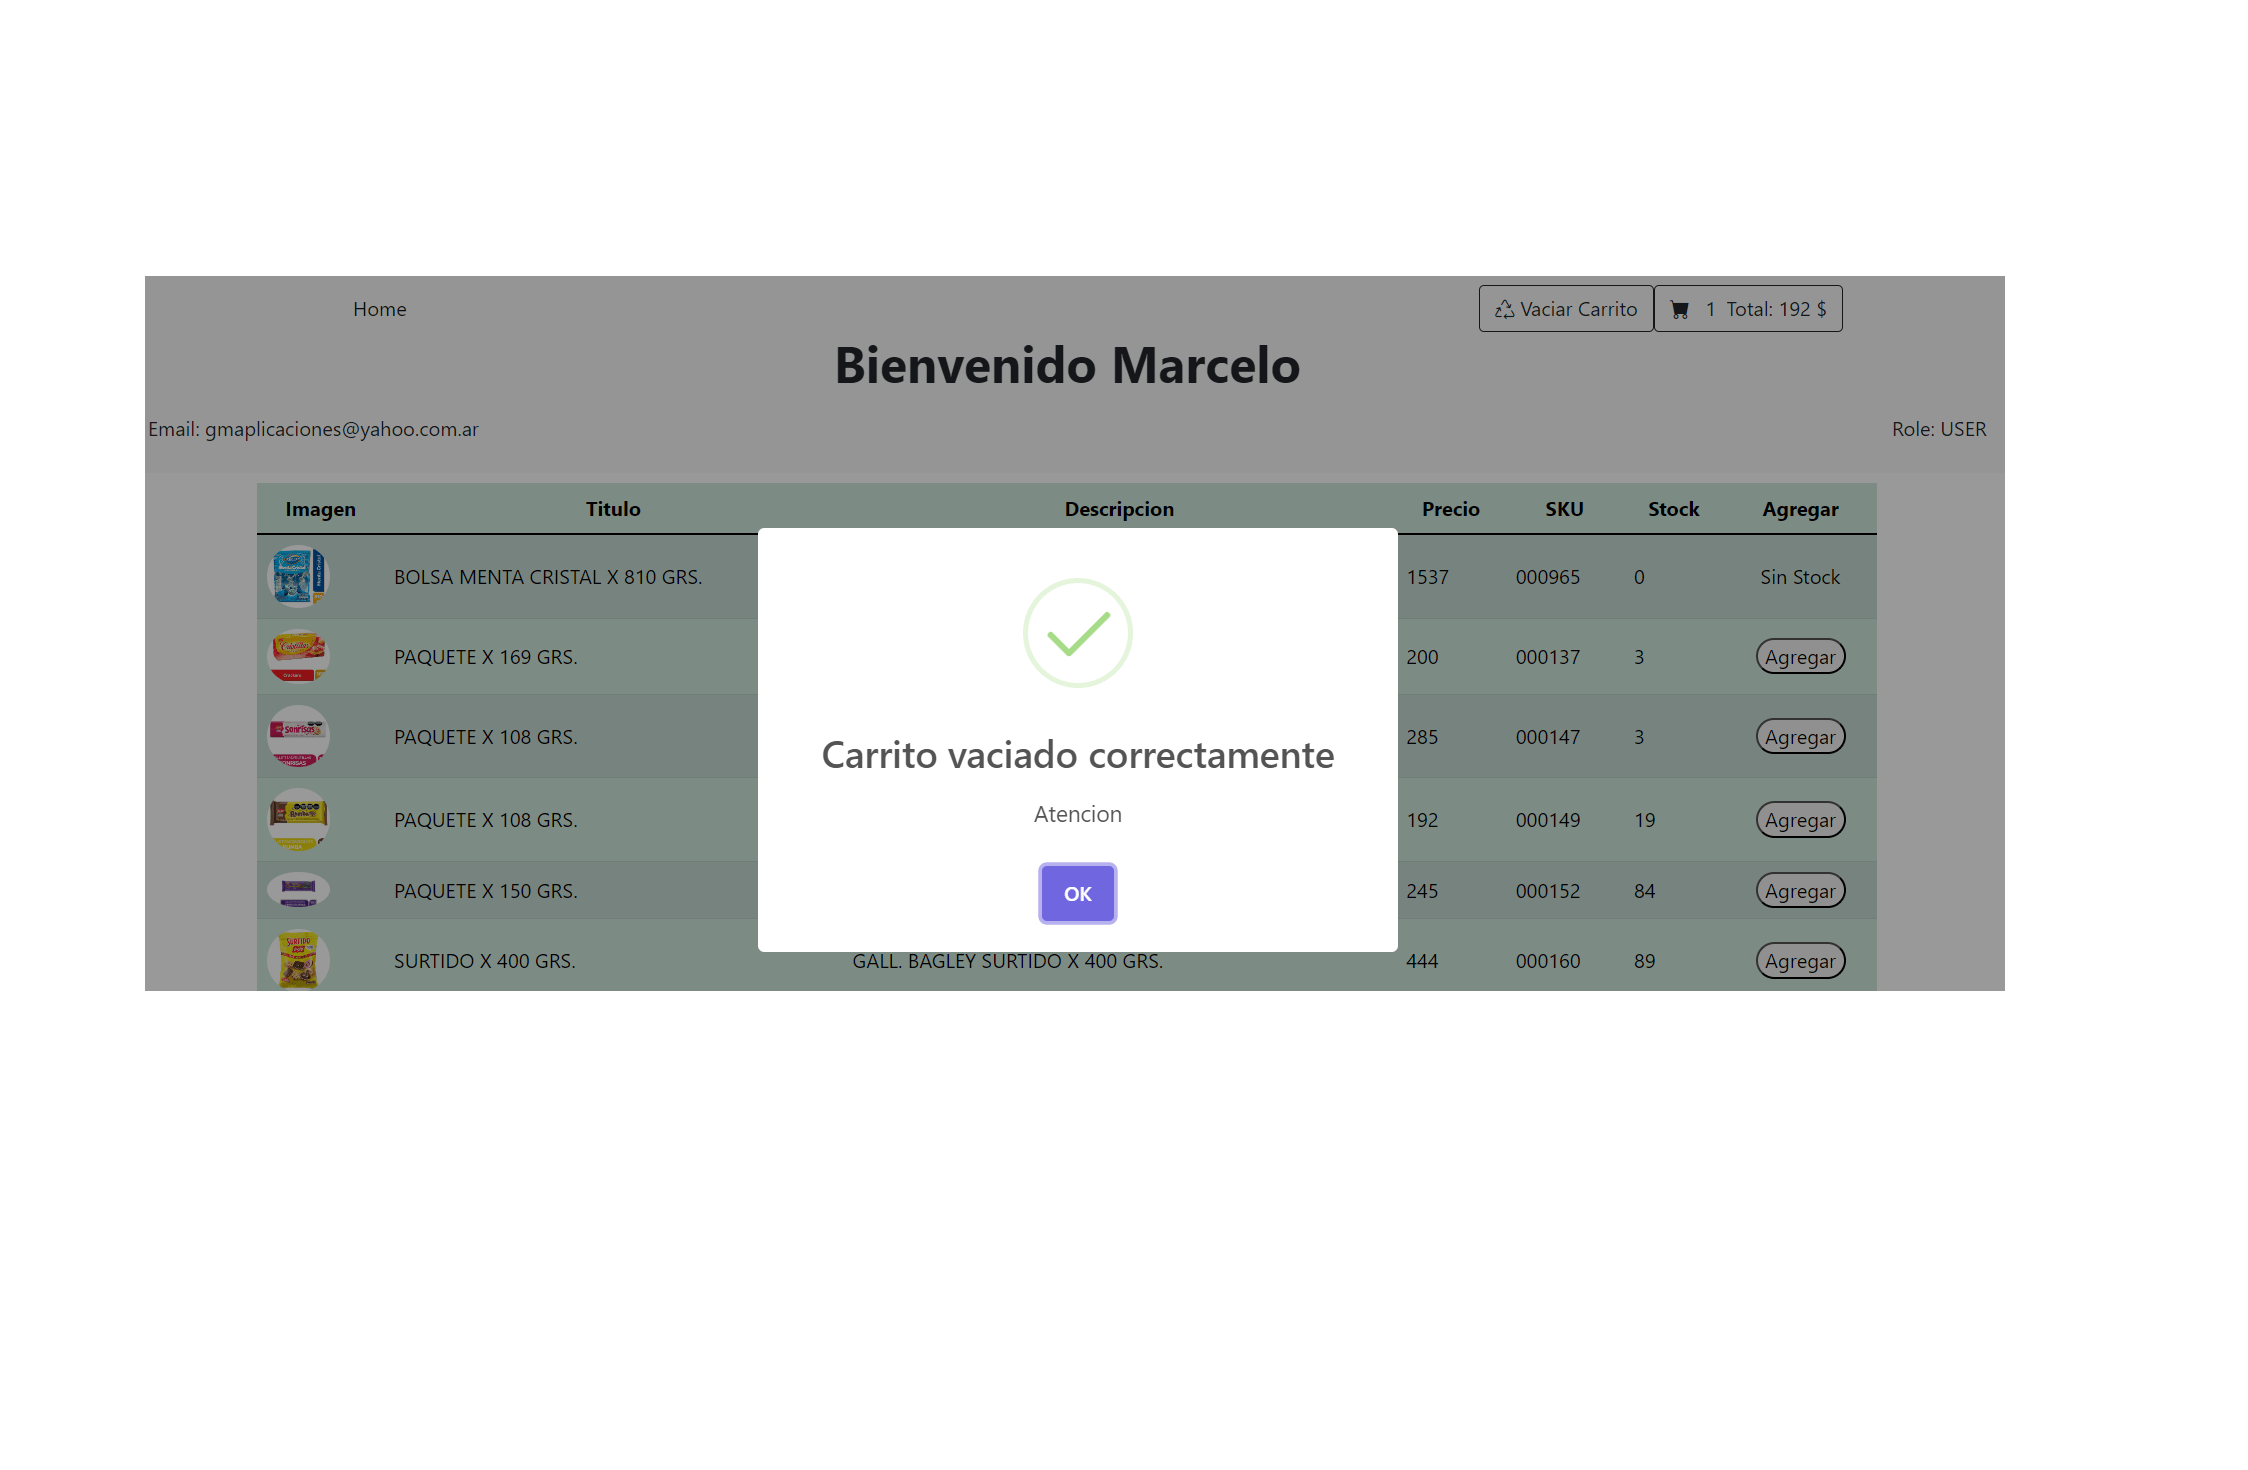 Home
Vaciar Carrito
1 Total: 192 $
Bienvenido Marcelo
Email: gmaplicaciones@yahoo.com.ar
Role: USER
Imagen Titulo Descripcion Precio SKU Stock Agregar
BOLSA MENTA CRISTAL X 810 GRS. 1537 000965 0 Sin Stock
PAQUETE X 169 GRS. 200 000137 3 Agregar
PAQUETE X 108 GRS. 285 000147 3 Agregar
PAQUETE X 108 GRS. 192 000149 19 Agregar
PAQUETE X 150 GRS. 245 000152 84 Agregar
SURTIDO X 400 GRS. GALL. BAGLEY SURTIDO X 400 GRS. 444 000160 89 Agregar
Carrito vaciado correctamente
Atencion
OK